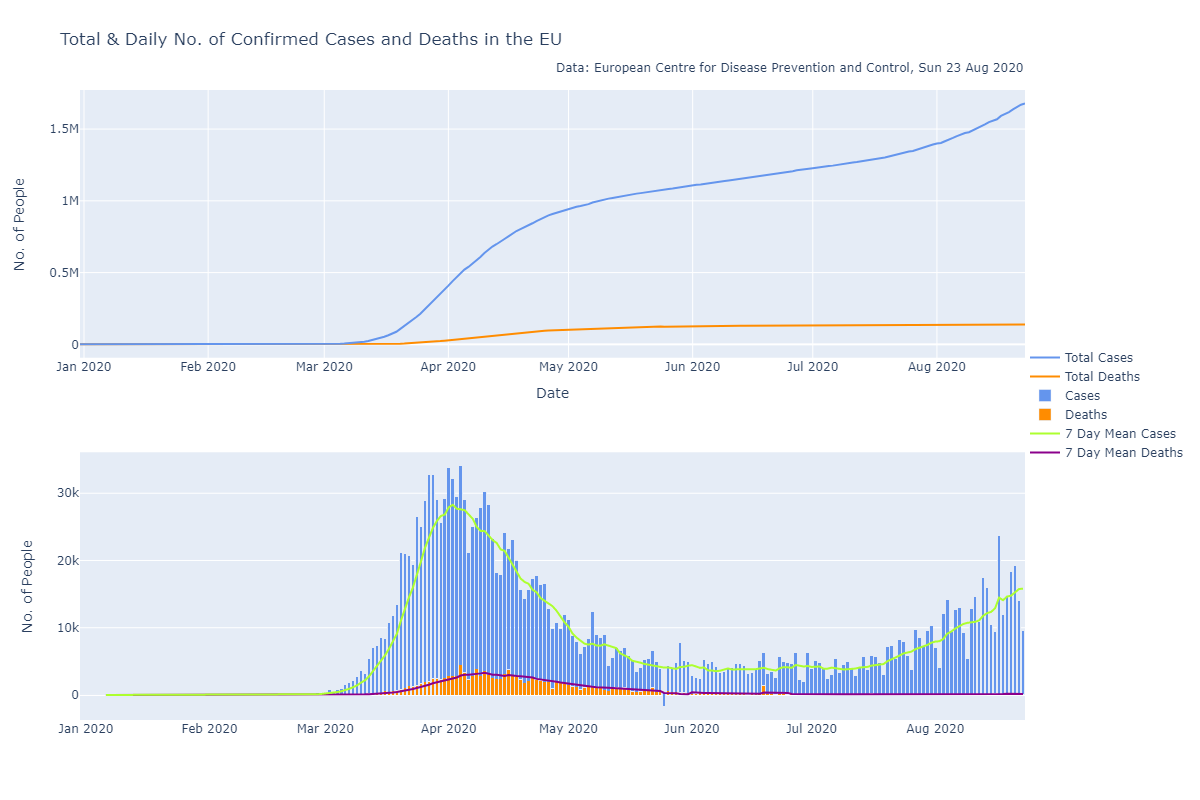 Total & Daily No. of Confirmed Cases and Deaths in the EU
Data: European Centre for Disease Prevention and Control, Sun 23 Aug 2020
No. of People
1.5M
1M
0.5M
0
Jan 2020 Feb 2020 Mar 2020 Apr 2020 May 2020 Jun 2020 Jul 2020 Aug 2020
Date
Total Cases
Total Deaths
Cases
Deaths
7 Day Mean Cases
7 Day Mean Deaths
No. of People
30k
20k
10k
0
Jan 2020 Feb 2020 Mar 2020 Apr 2020 May 2020 Jun 2020 Jul 2020 Aug 2020